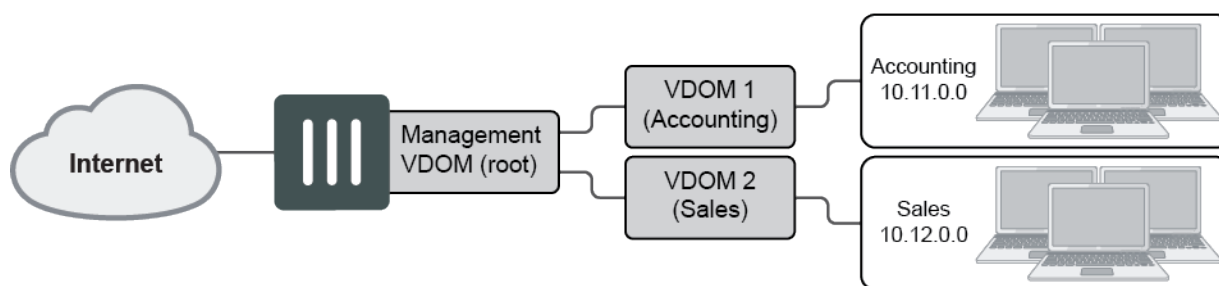 Internet
Management
VDOM (root)
VDOM 1
(Accounting)
VDOM 2
(Sales)
Accounting
10.11.0.0
Sales
10.12.0.0